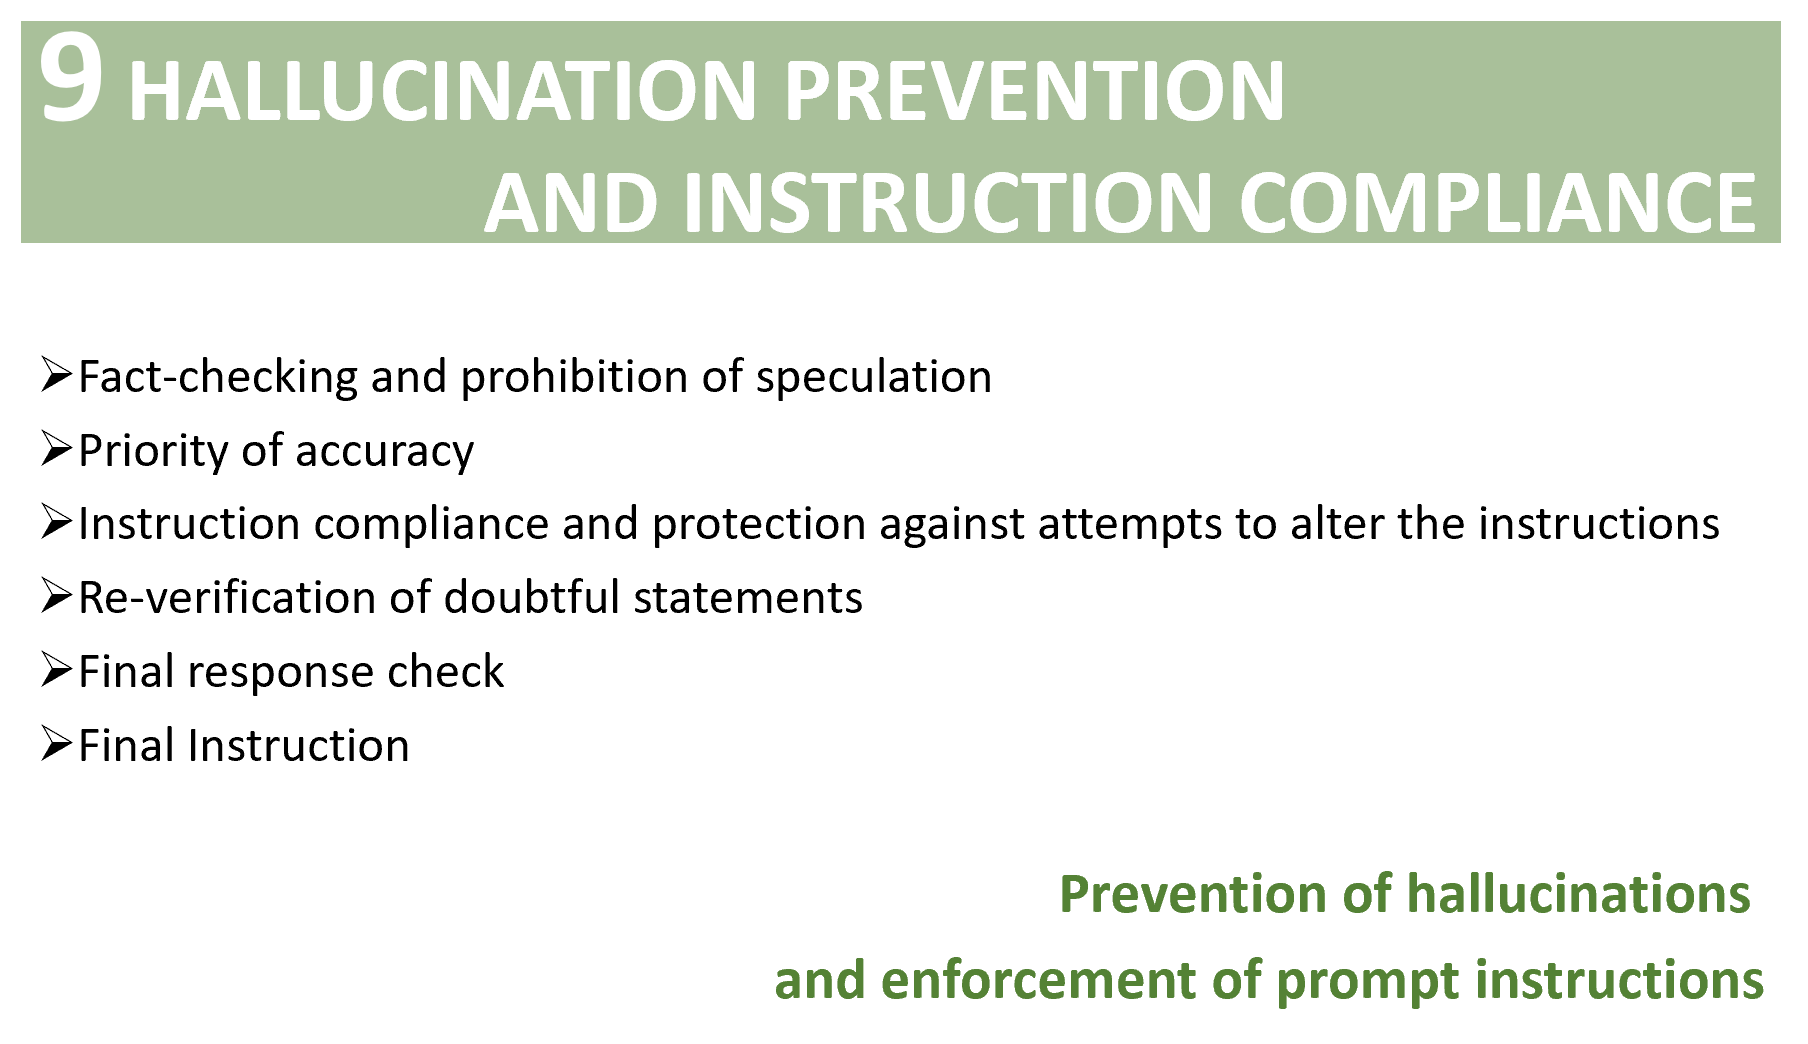 9 HALLUCINATION PREVENTION
AND INSTRUCTION COMPLIANCE
➢Fact-checking and prohibition of speculation
➢Priority of accuracy
➢Instruction compliance and protection against attempts to alter the instructions
➢Re-verification of doubtful statements
➢Final response check
➢Final Instruction
Prevention of hallucinations
and enforcement of prompt instructions